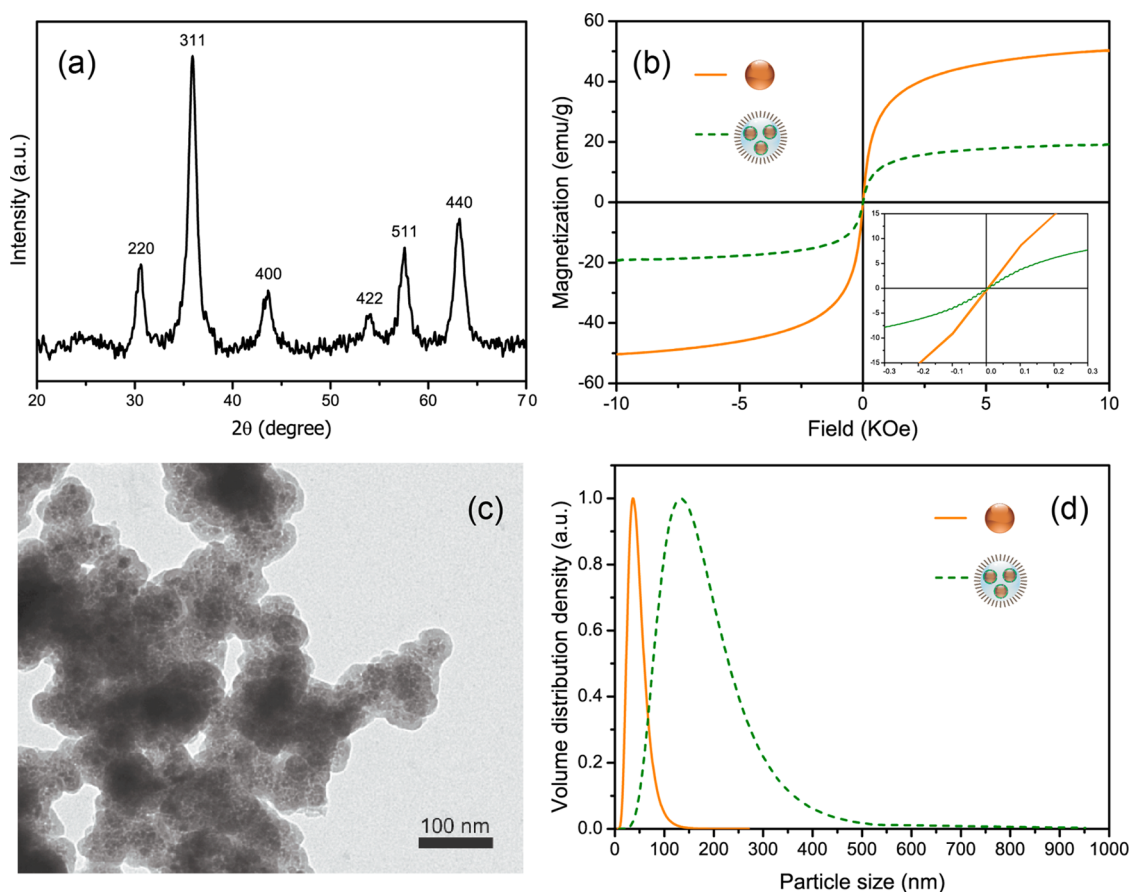 (a)
311
220
400
422
511
440
Intensity (a.u.)
20 30 40 50 60 70
2θ (degree)
(b)
60
40
20
0
-20
-40
-60
Magnetization (emu/g)
15
10
5
0
-5
-10
-15
-0.3 -0.2 -0.1 0.0 0.1 0.2 0.3
-10 -5 0 5 10
Field (KOe)
(c)
100 nm
(d)
1.0
0.8
0.6
0.4
0.2
0.0
Volume distribution density (a.u.)
0 100 200 300 400 500 600 700 800 900 1000
Particle size (nm)